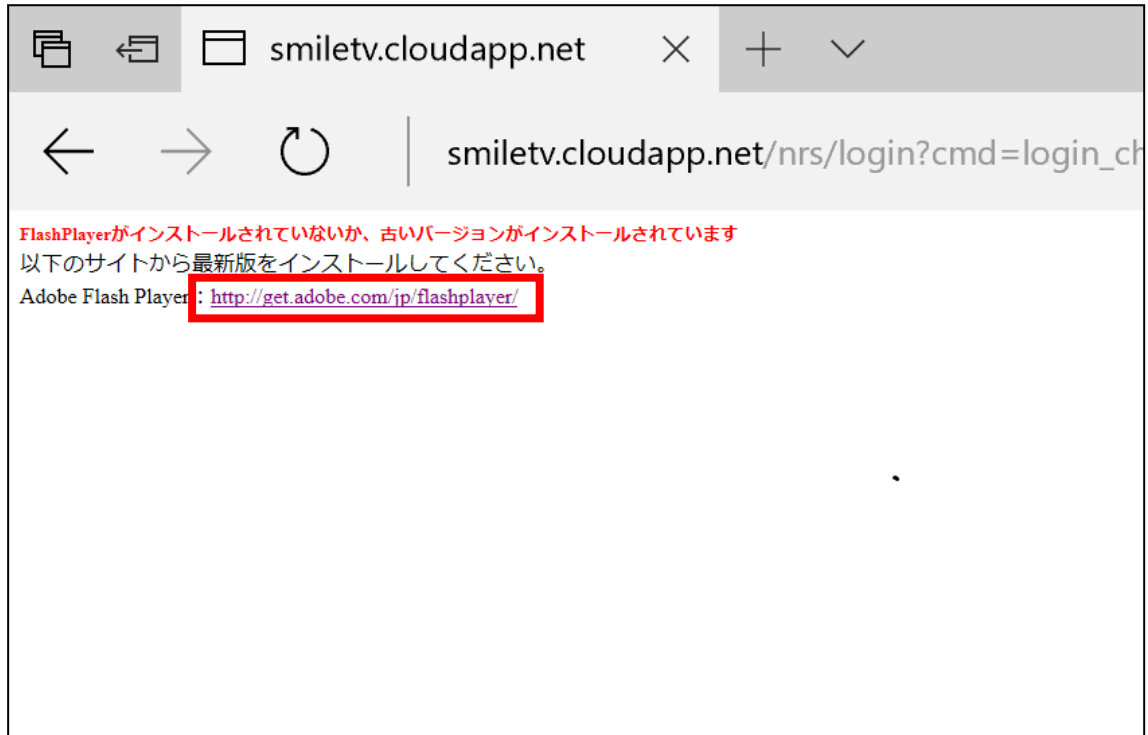 smiletv.cloudapp.net
smiletv.cloudapp.net/nrs/login?cmd=login_ch
FlashPlayerがインストールされていないか、古いバージョンがインストールされています
以下のサイトから最新版をインストールしてください。
Adobe Flash Player：http://get.adobe.com/jp/flashplayer/